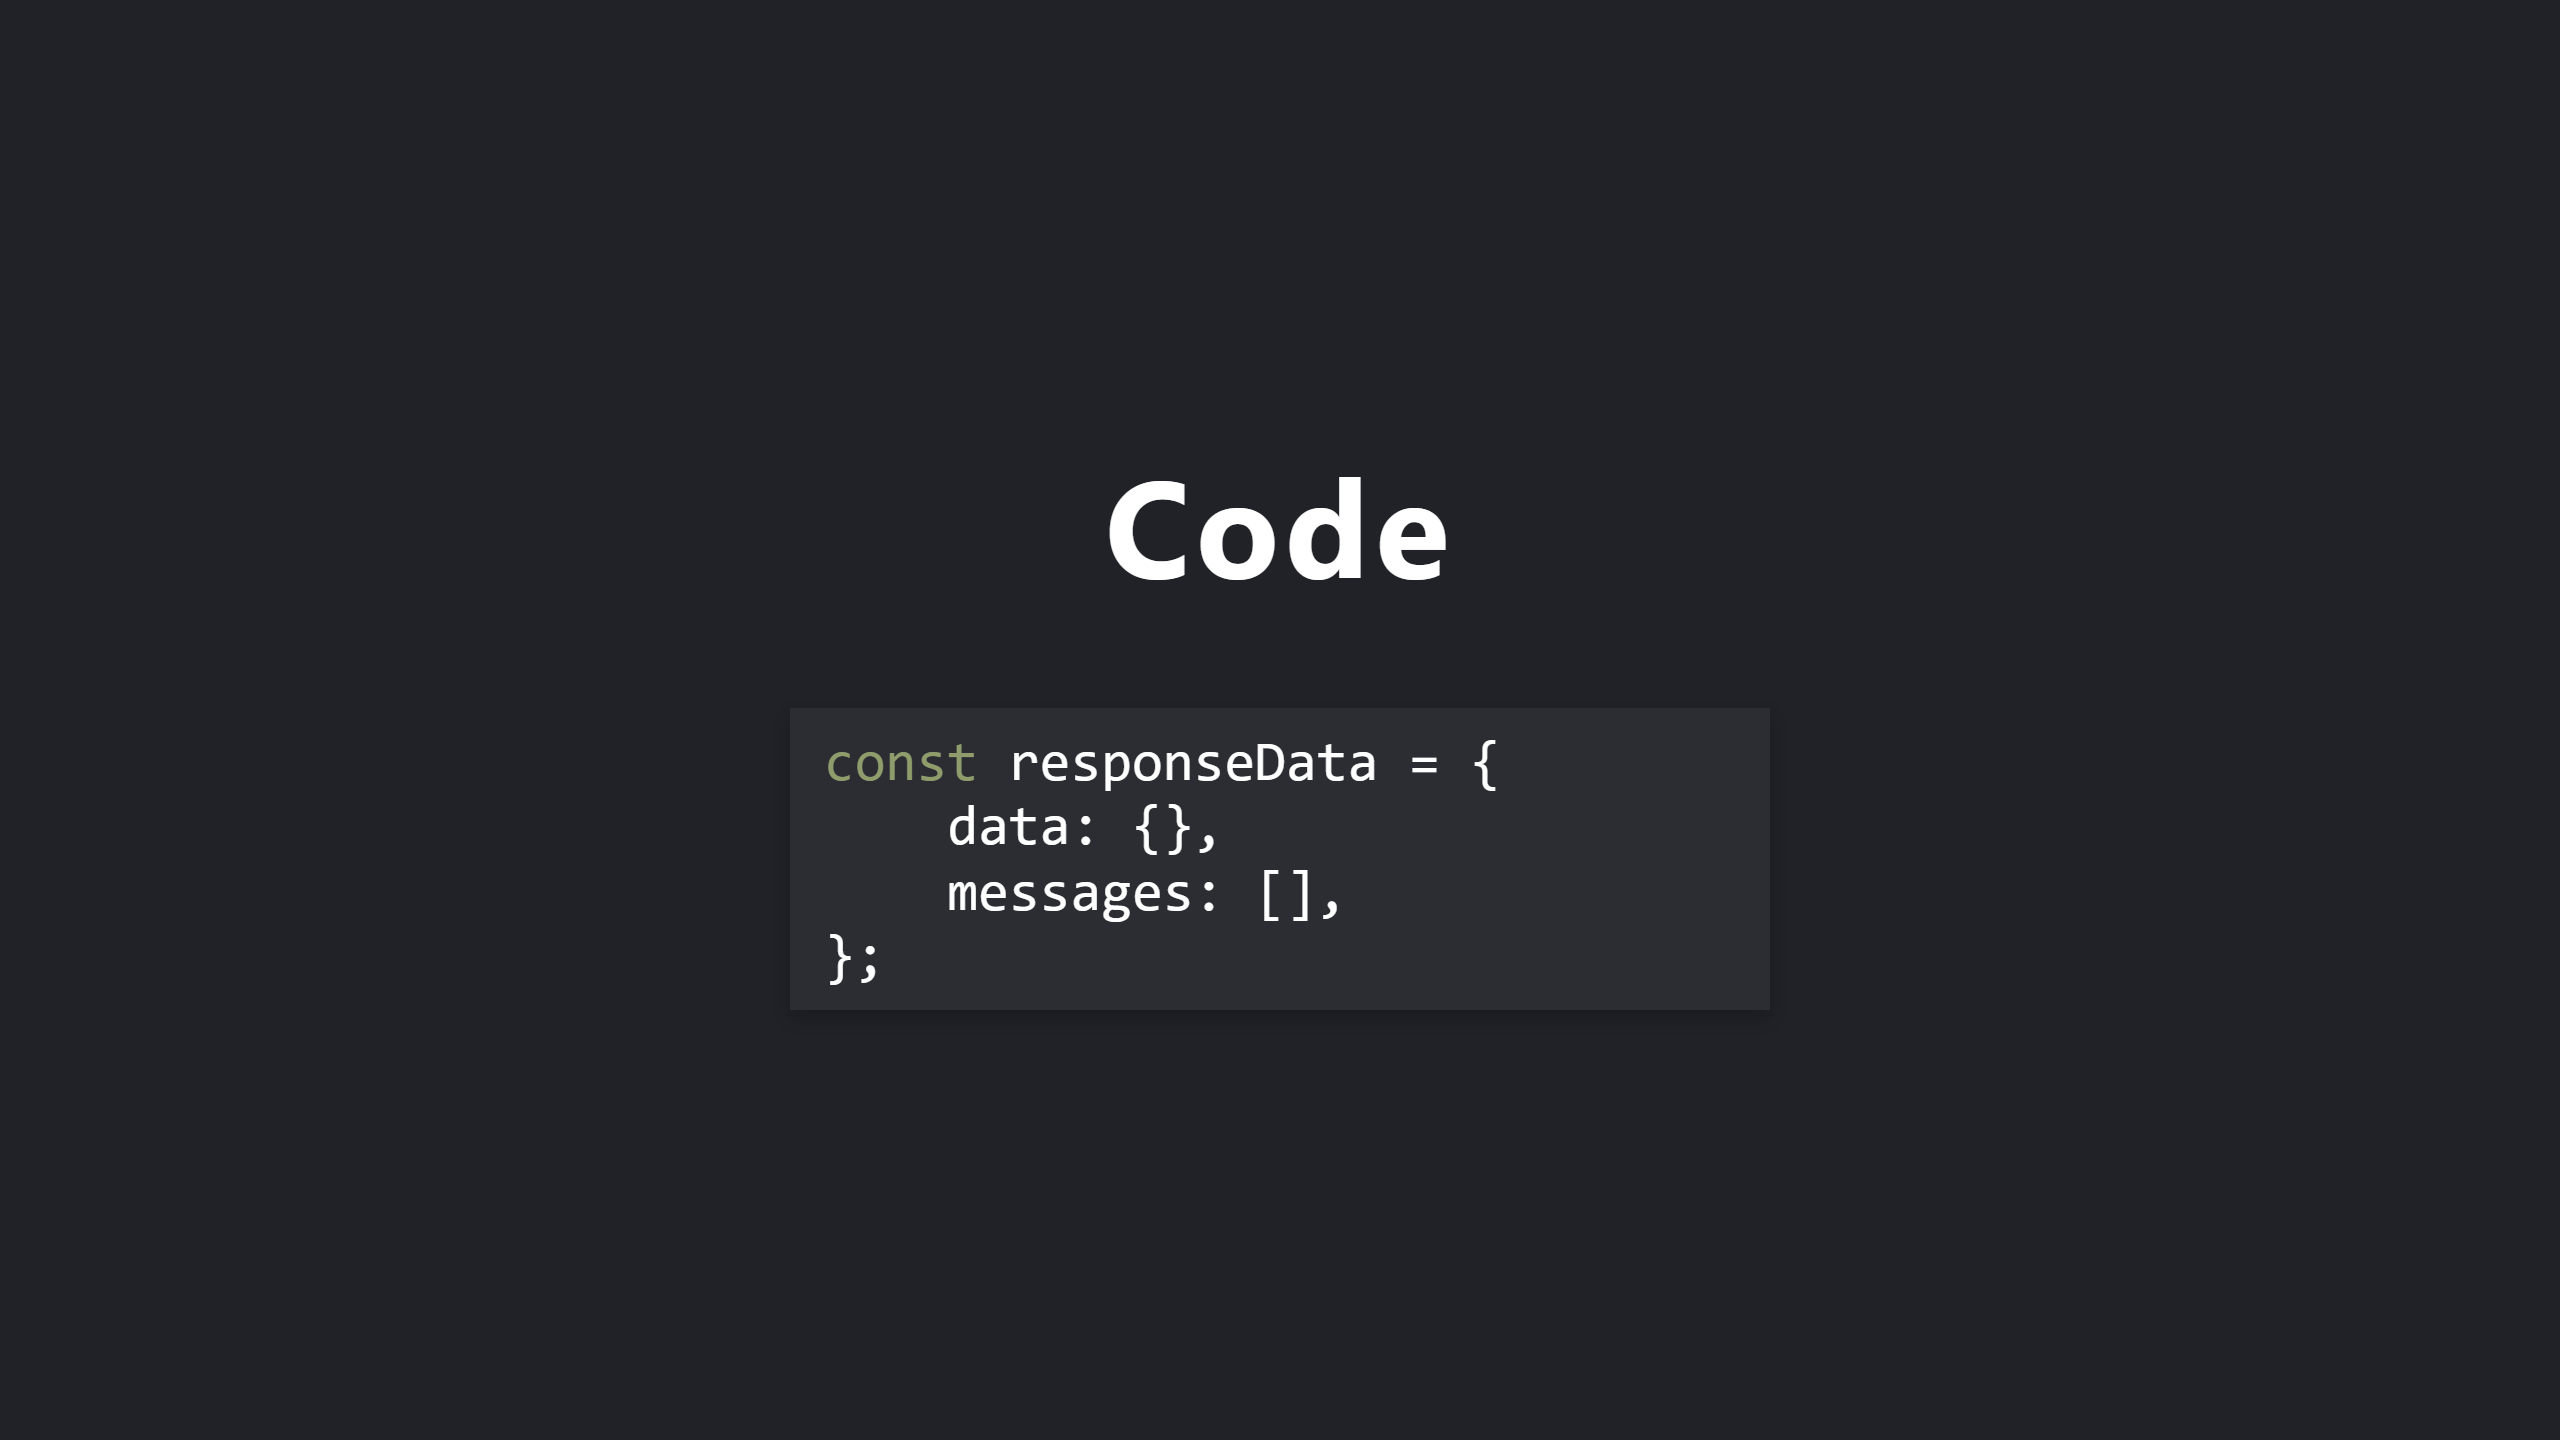 Code
const responseData = {
    data: {},
    messages: [],
};